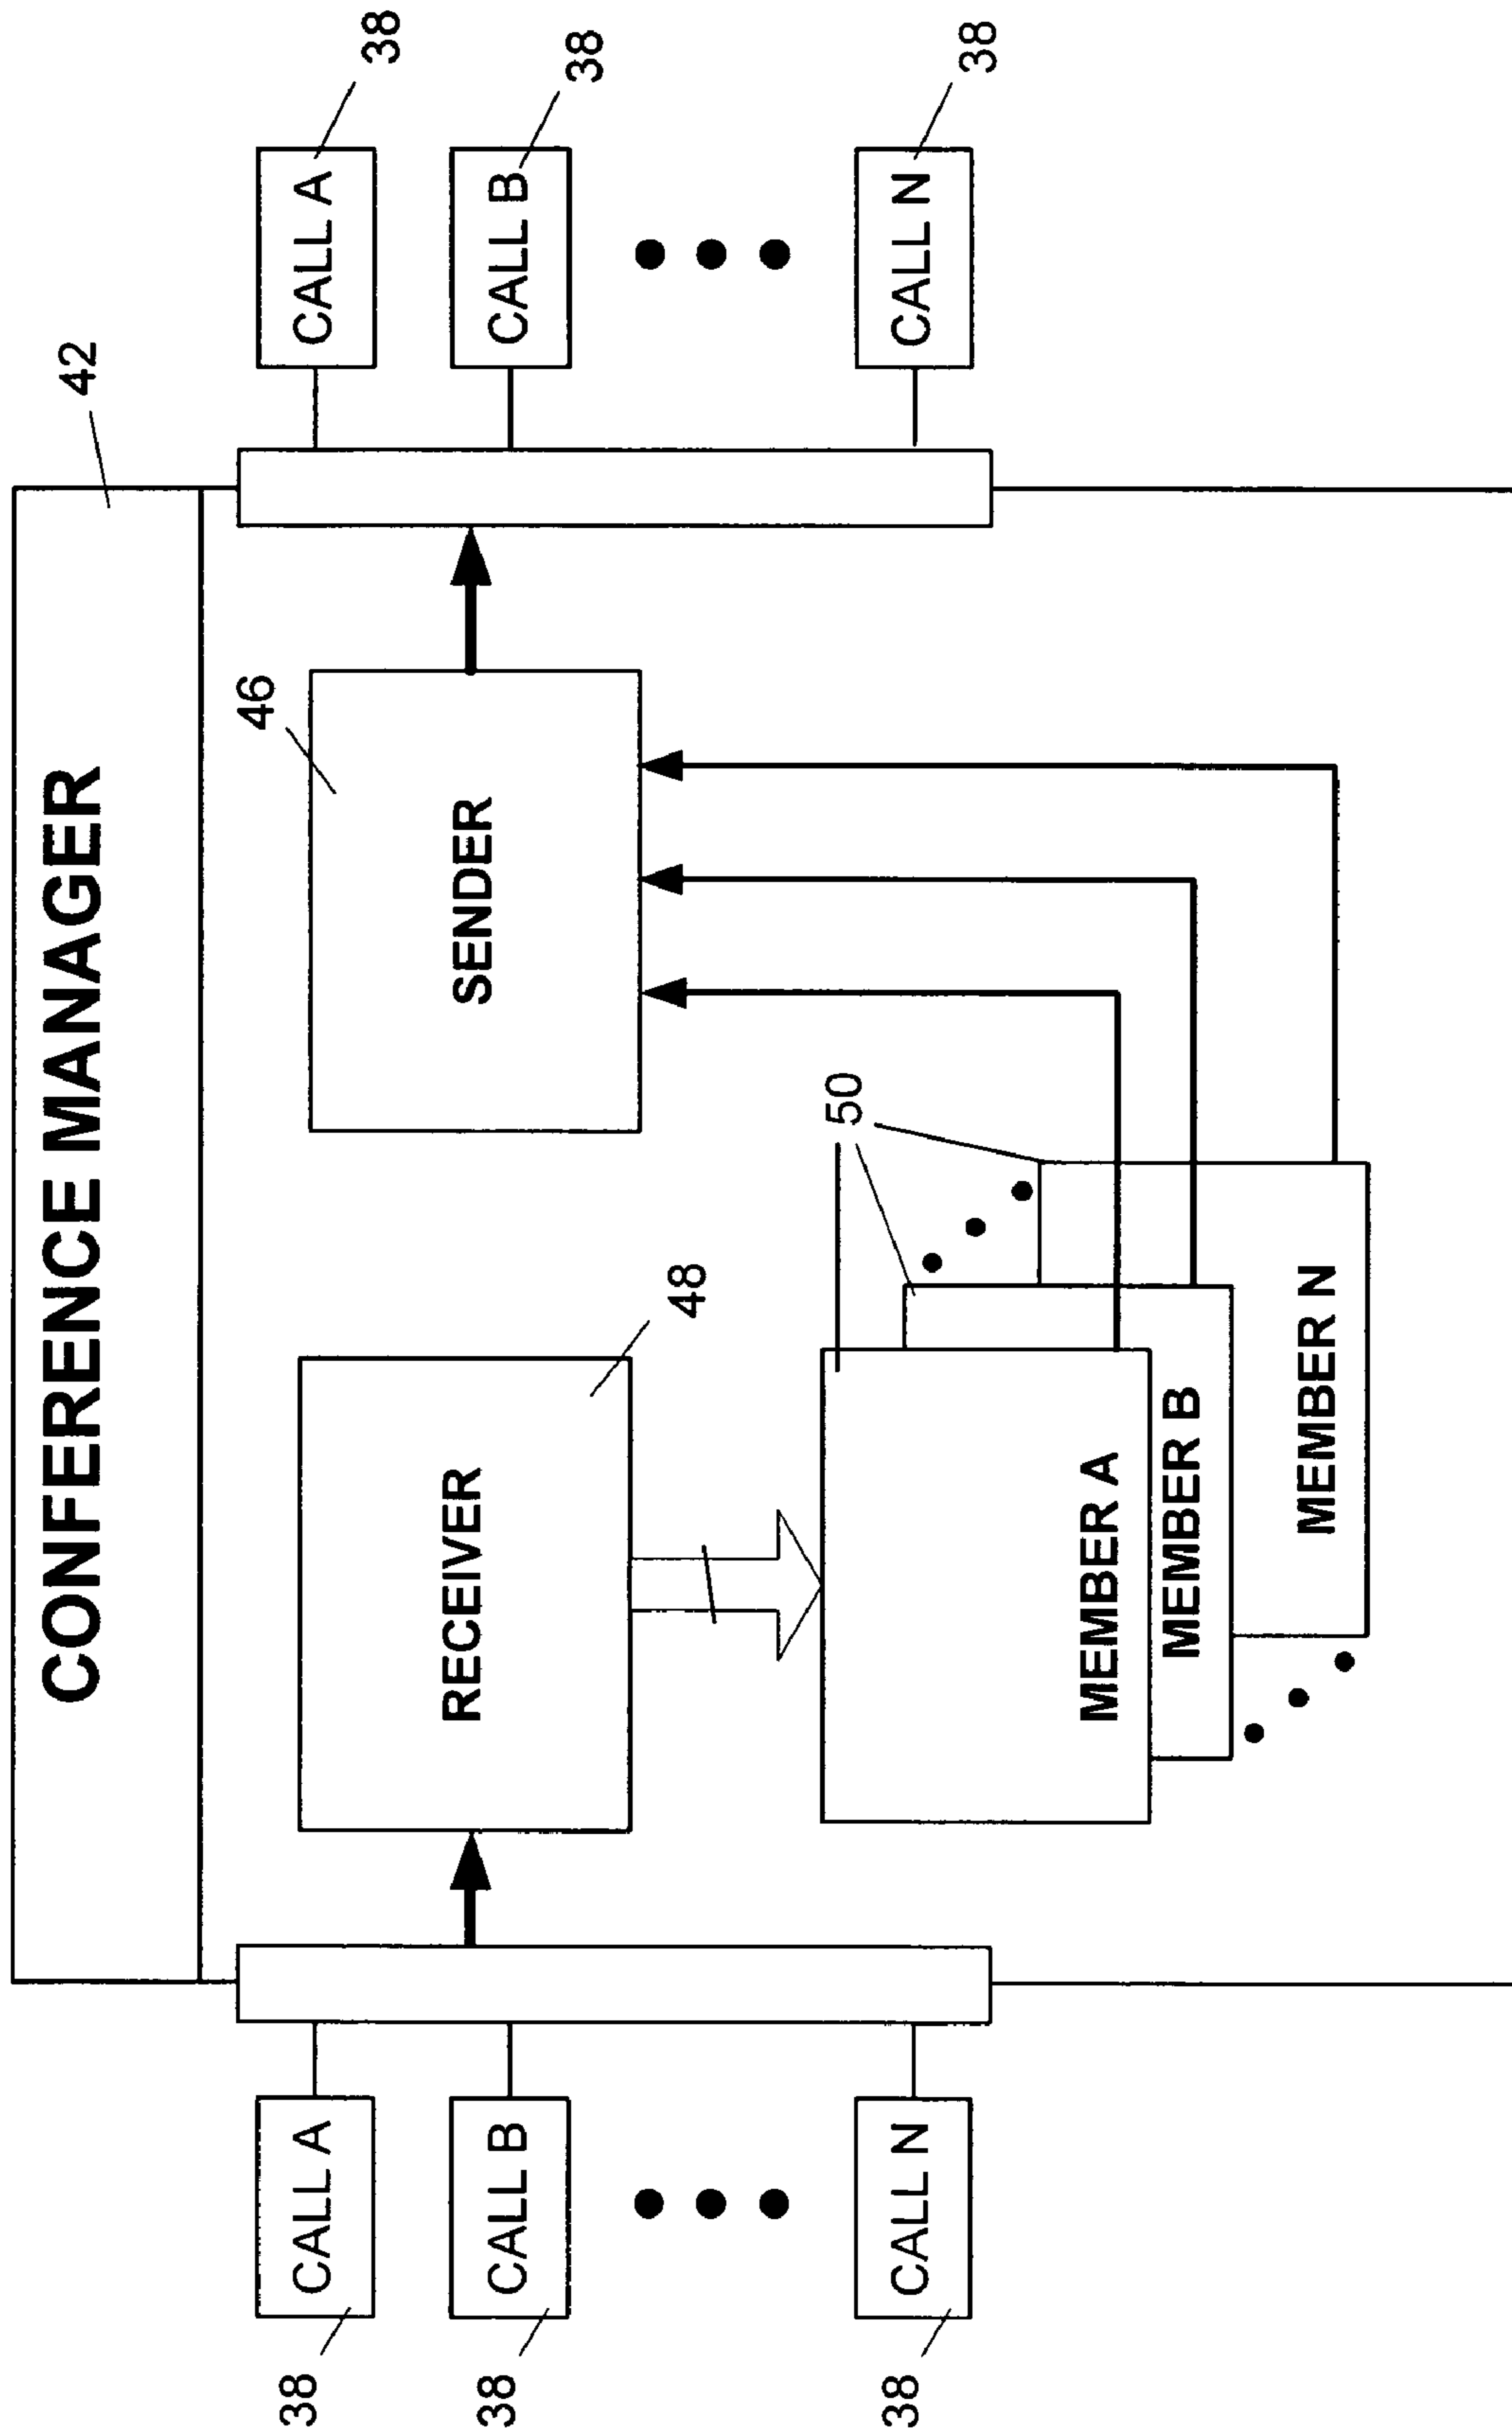 CONFERENCE MANAGER
42
CALL A
38
CALL B
38
CALL N
38
RECEIVER
48
SENDER
46
50
MEMBER A
MEMBER B
MEMBER N
CALL A
38
CALL B
38
CALL N
38